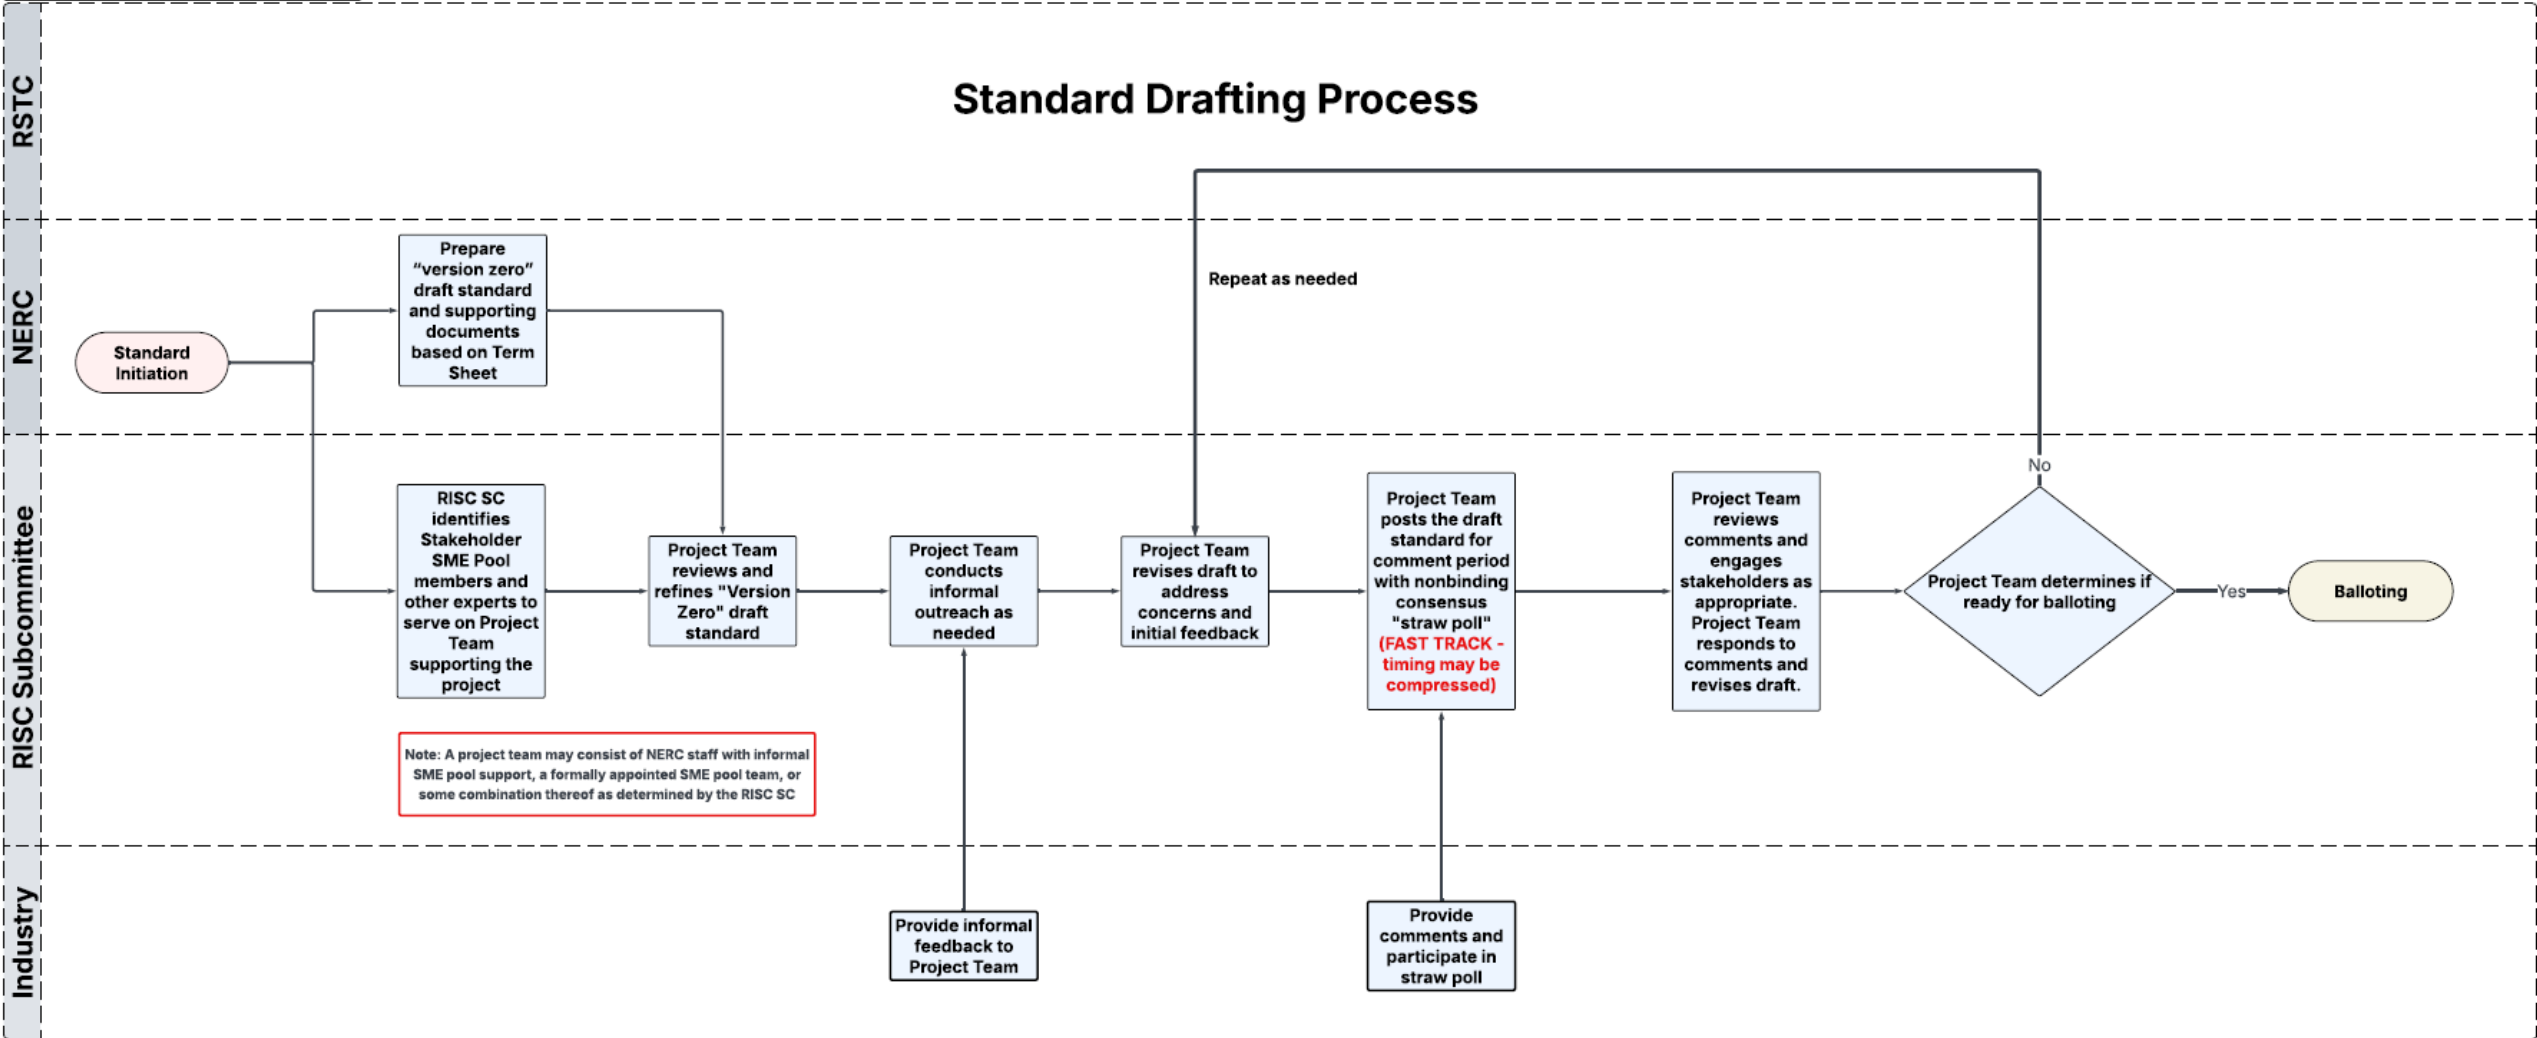 Standard Drafting Process
RSTC
NERC
RISC Subcommittee
Industry
Standard
Initiation
Prepare
“version zero”
draft standard
and supporting
documents
based on Term
Sheet
RISC SC
identifies
Stakeholder
SME Pool
members and
other experts to
serve on Project
Team
supporting the
project
Note: A project team may consist of NERC staff with informal
SME pool support, a formally appointed SME pool team, or
some combination thereof as determined by the RISC SC
Project Team
reviews and
refines "Version
Zero" draft
standard
Project Team
conducts
informal
outreach as
needed
Provide informal
feedback to
Project Team
Repeat as needed
Project Team
revises draft to
address
concerns and
initial feedback
Project Team
posts the draft
standard for
comment period
with nonbinding
consensus
"straw poll"
(FAST TRACK -
timing may be
compressed)
Provide
comments and
participate in
straw poll
Project Team
reviews
comments and
engages
stakeholders as
appropriate.
Project Team
responds to
comments and
revises draft.
No
Project Team determines if
ready for balloting
Yes
Balloting